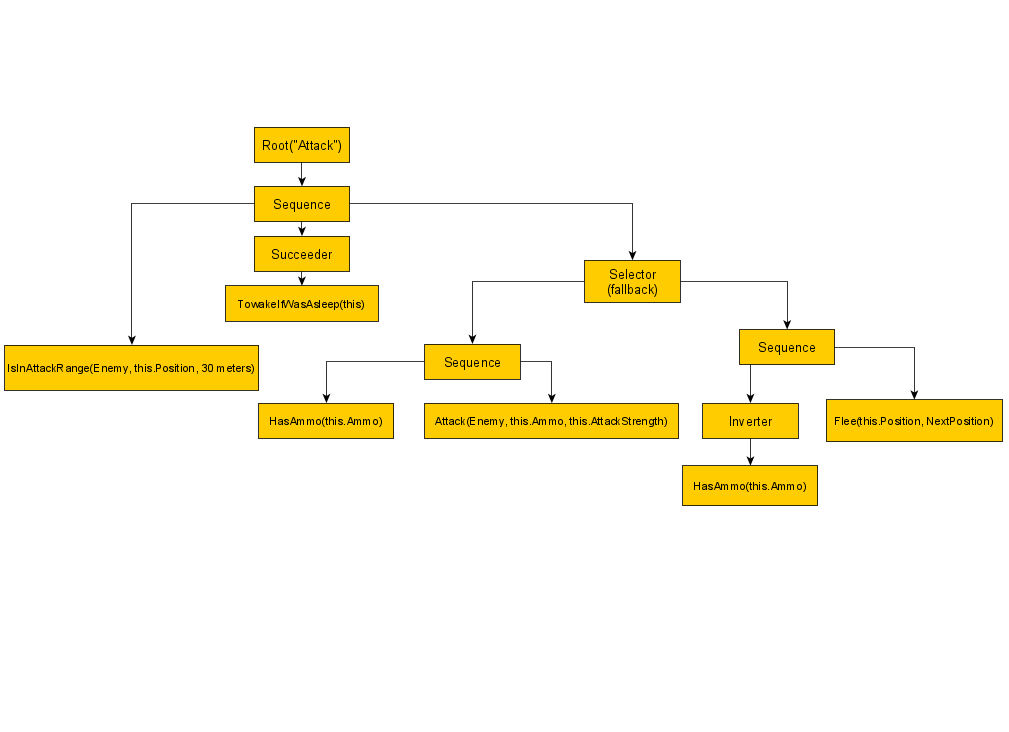 Root("Attack")
Sequence
Succeeder
TowakeIfWasAsleep(this)
IsInAttackRange(Enemy, this.Position, 30 meters)
Selector
(fallback)
Sequence
HasAmmo(this.Ammo)
Attack(Enemy, this.Ammo, this.AttackStrength)
Sequence
Inverter
HasAmmo(this.Ammo)
Flee(this.Position, NextPosition)